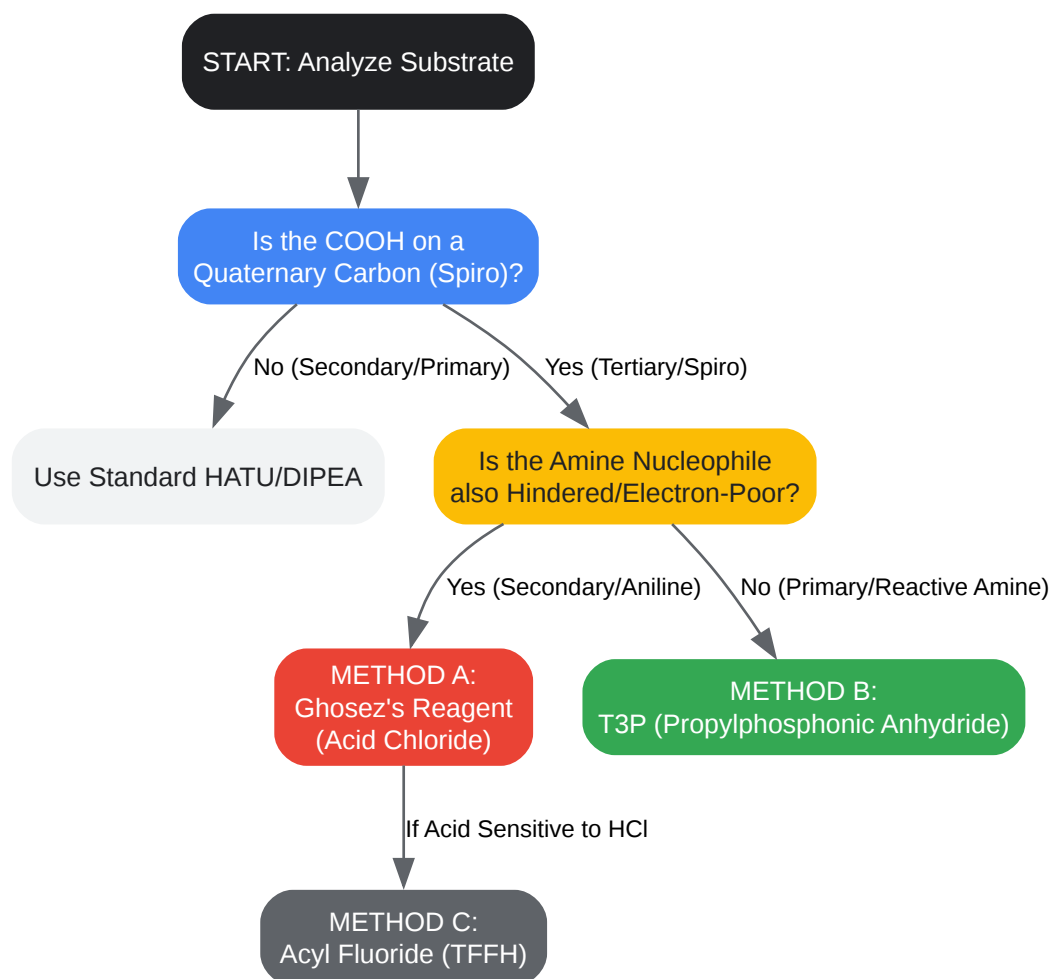 START: Analyze Substrate
Is the COOH on a
Quaternary Carbon (Spiro)?
No (Secondary/Primary)
Yes (Tertiary/Spiro)
Use Standard HATU/DIPEA
Is the Amine Nucleophile
also Hindered/Electron-Poor?
Yes (Secondary/Aniline)
No (Primary/Reactive Amine)
METHOD A:
Ghosez's Reagent
(Acid Chloride)
METHOD B:
T3P (Propylphosphonic Anhydride)
If Acid Sensitive to HCl
METHOD C:
Acyl Fluoride (TFFH)